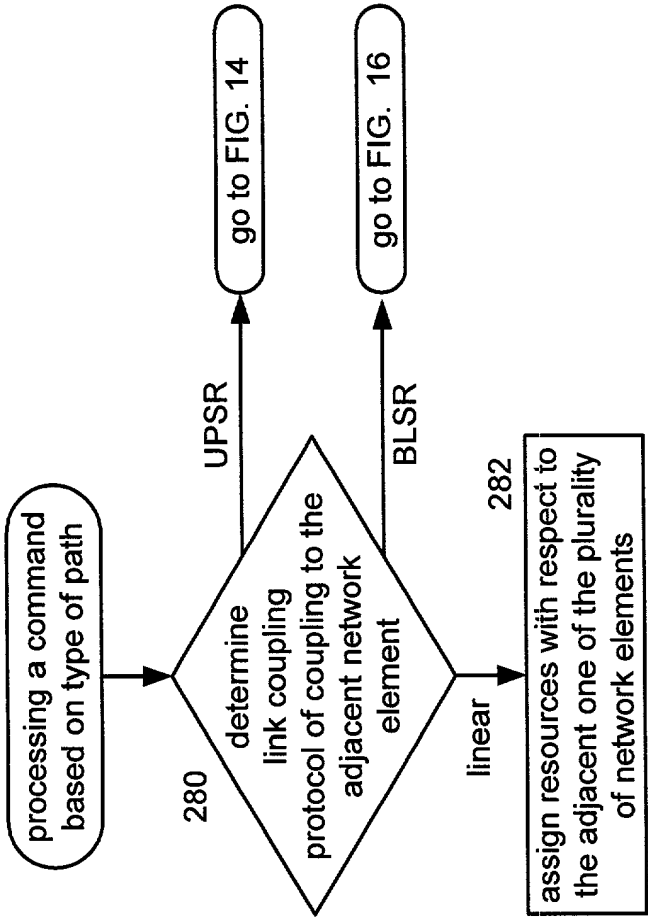 processing a command
based on type of path
280
determine
link coupling
protocol of coupling to the
adjacent network
element
UPSR
go to FIG. 14
BLSR
go to FIG. 16
linear
282
assign resources with respect to
the adjacent one of the plurality
of network elements